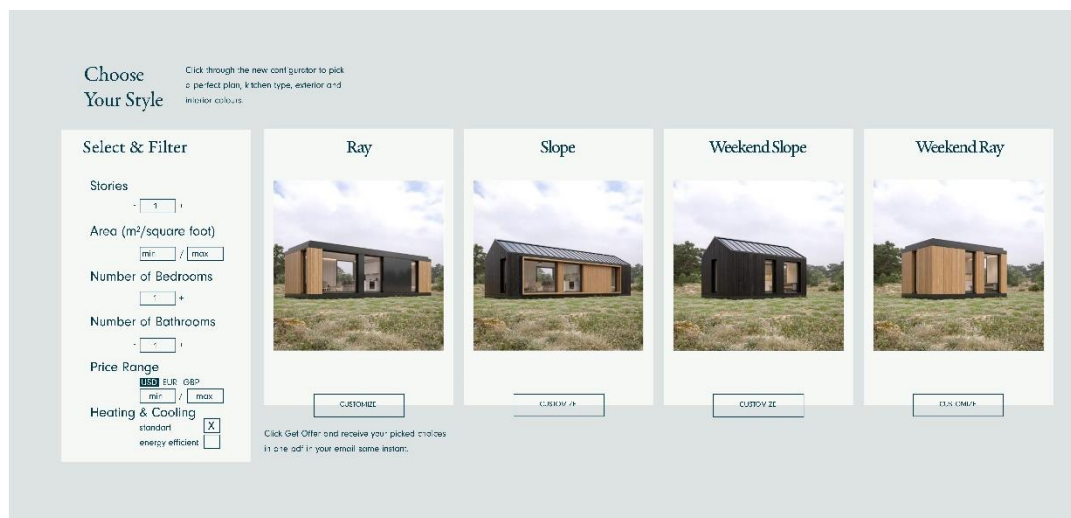 Choose
Your Style
Click through the new configurator to pick
a perfect plan, kitchen type, exterior and
interior colours.
Select & Filter
Stories
- 1 +
Area (m²/square foot)
min / max
Number of Bedrooms
1 +
Number of Bathrooms
- 1 +
Price Range
USD EUR GBP
min / max
Heating & Cooling
standart X
energy efficient
Ray
CUSTOMIZE
Slope
CUSTOMIZE
Weekend Slope
CUSTOMIZE
Weekend Ray
CUSTOMIZE
Click Get Offer and receive your picked choices
in one pdf in your email same instant.